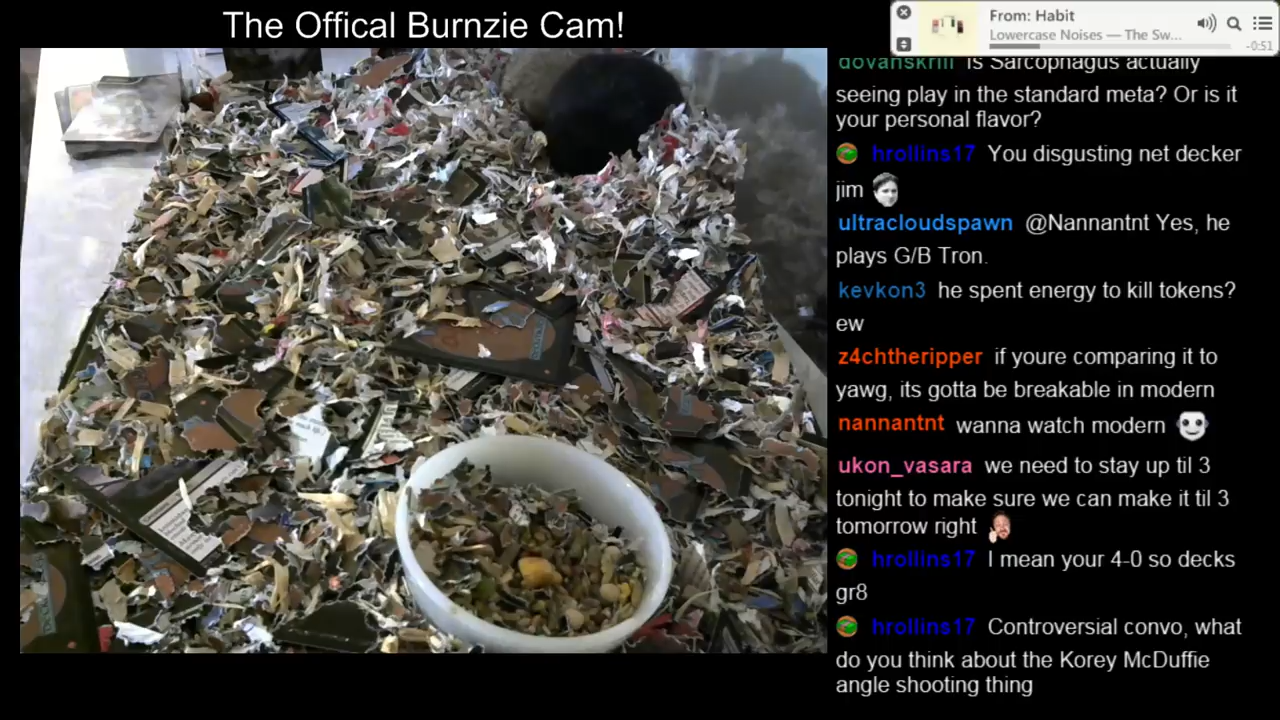 The Offical Burnzie Cam!
From: Habit
Lowercase Noises — The Sw...
-0:51
dovahskrill Is Sarcophagus actually
seeing play in the standard meta? Or is it
your personal flavor?
hrollins17 You disgusting net decker
jim
ultracloudspawn @Nannantnt Yes, he
plays G/B Tron.
kevkon3 he spent energy to kill tokens?
ew
z4chtheripper if youre comparing it to
yawg, its gotta be breakable in modern
nannantnt wanna watch modern
ukon_vasara we need to stay up til 3
tonight to make sure we can make it til 3
tomorrow right
hrollins17 I mean your 4-0 so decks
gr8
hrollins17 Controversial convo, what
do you think about the Korey McDuffie
angle shooting thing